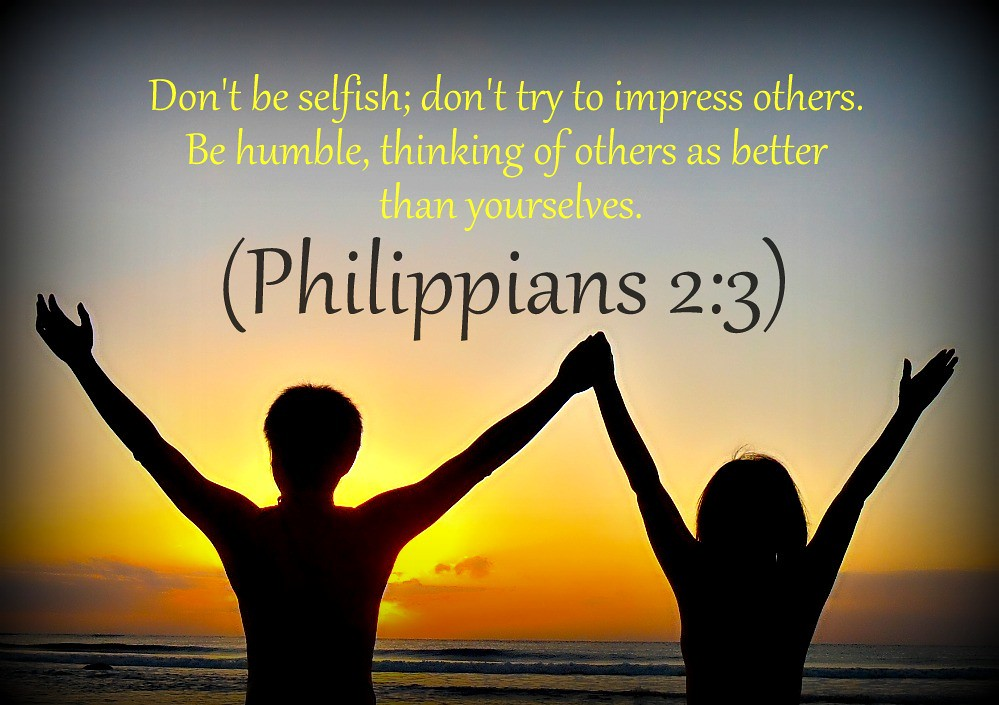 Don't be selfish; don't try to impress others.
Be humble, thinking of others as better
than yourselves.
(Philippians 2:3)